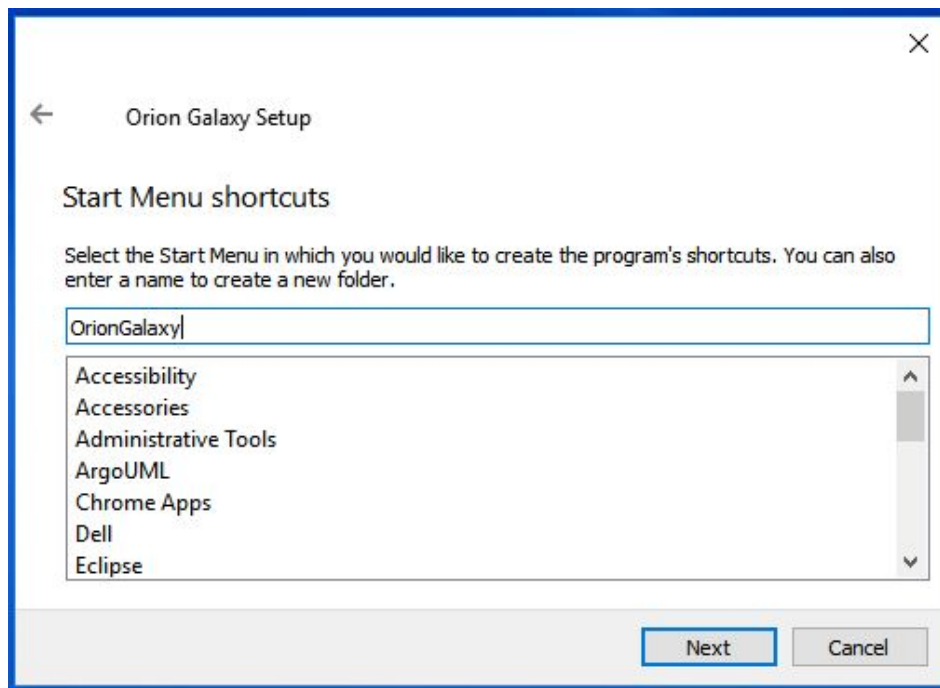 Orion Galaxy Setup
Start Menu shortcuts
Select the Start Menu in which you would like to create the program's shortcuts. You can also
enter a name to create a new folder.
OrionGalaxy
Accessibility
Accessories
Administrative Tools
ArgoUML
Chrome Apps
Dell
Eclipse
Next
Cancel